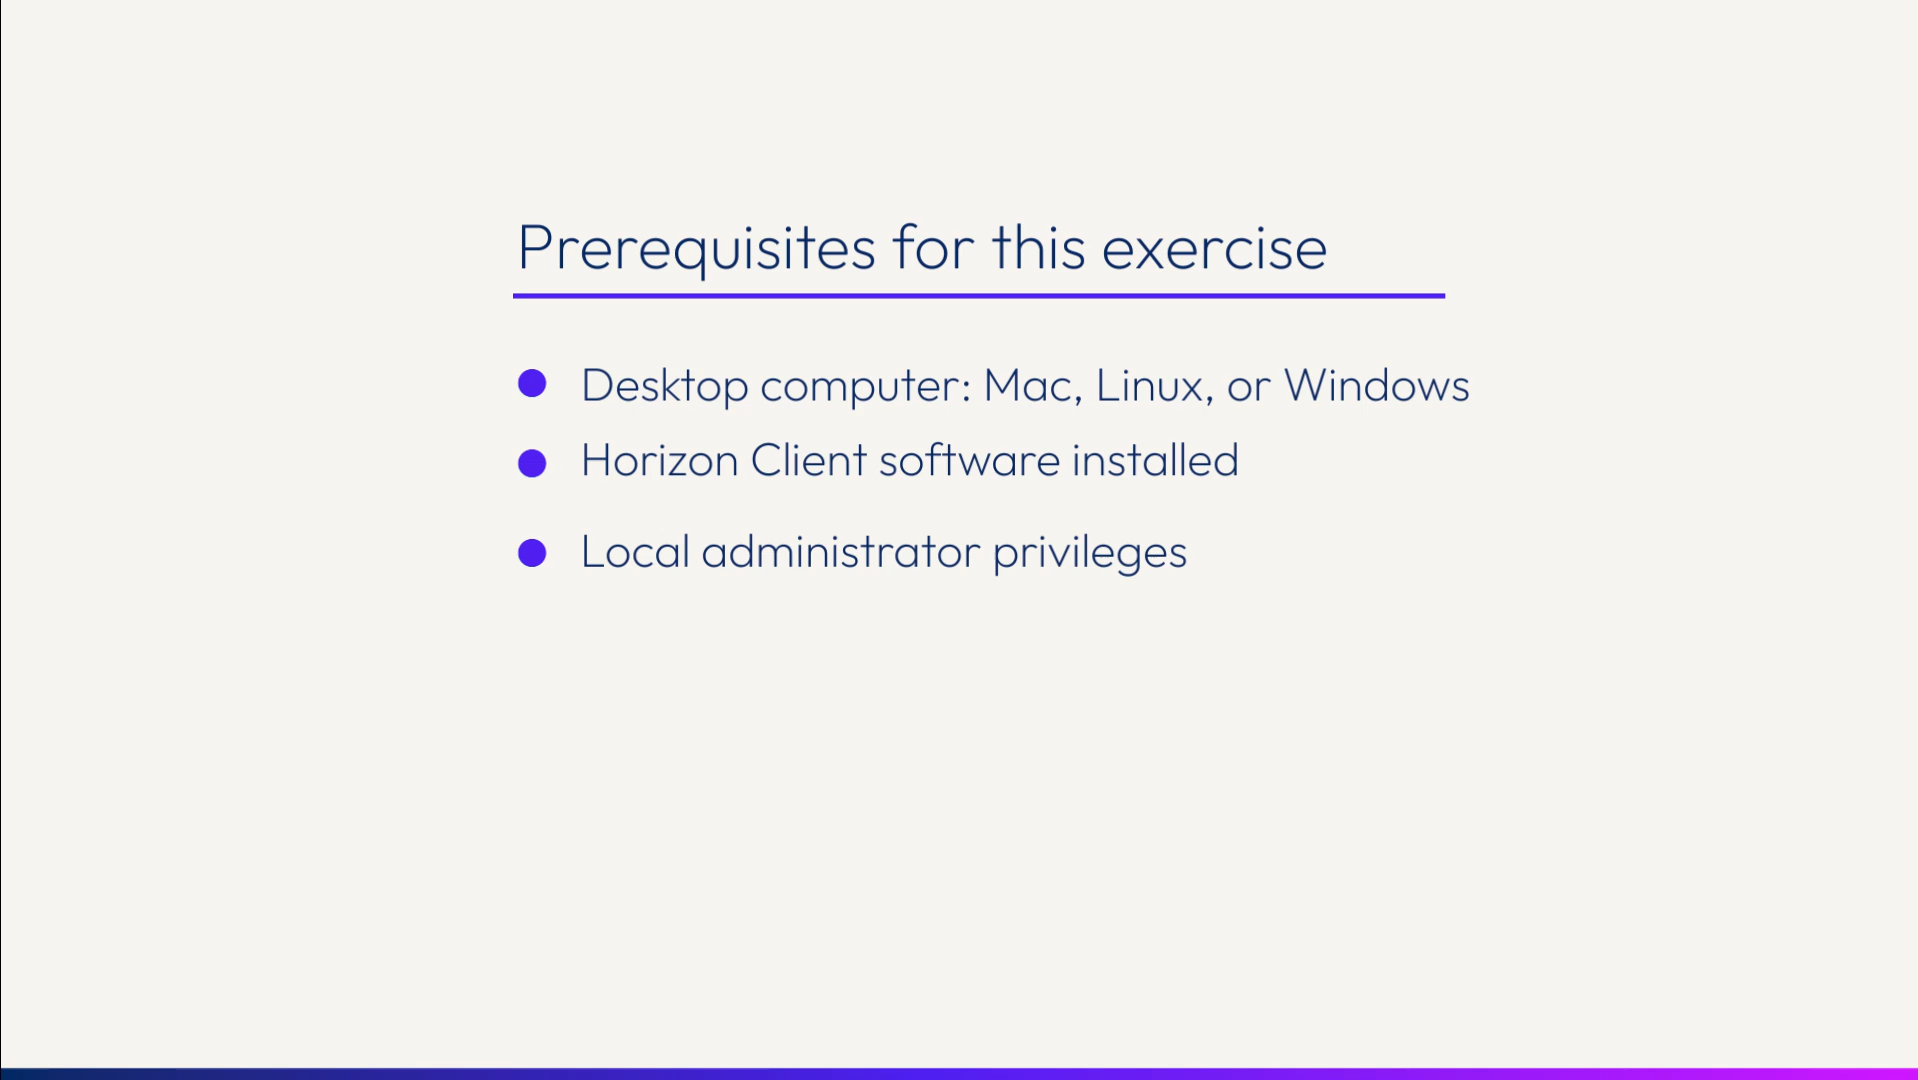 Prerequisites for this exercise
Desktop computer: Mac, Linux, or Windows
Horizon Client software installed
Local administrator privileges